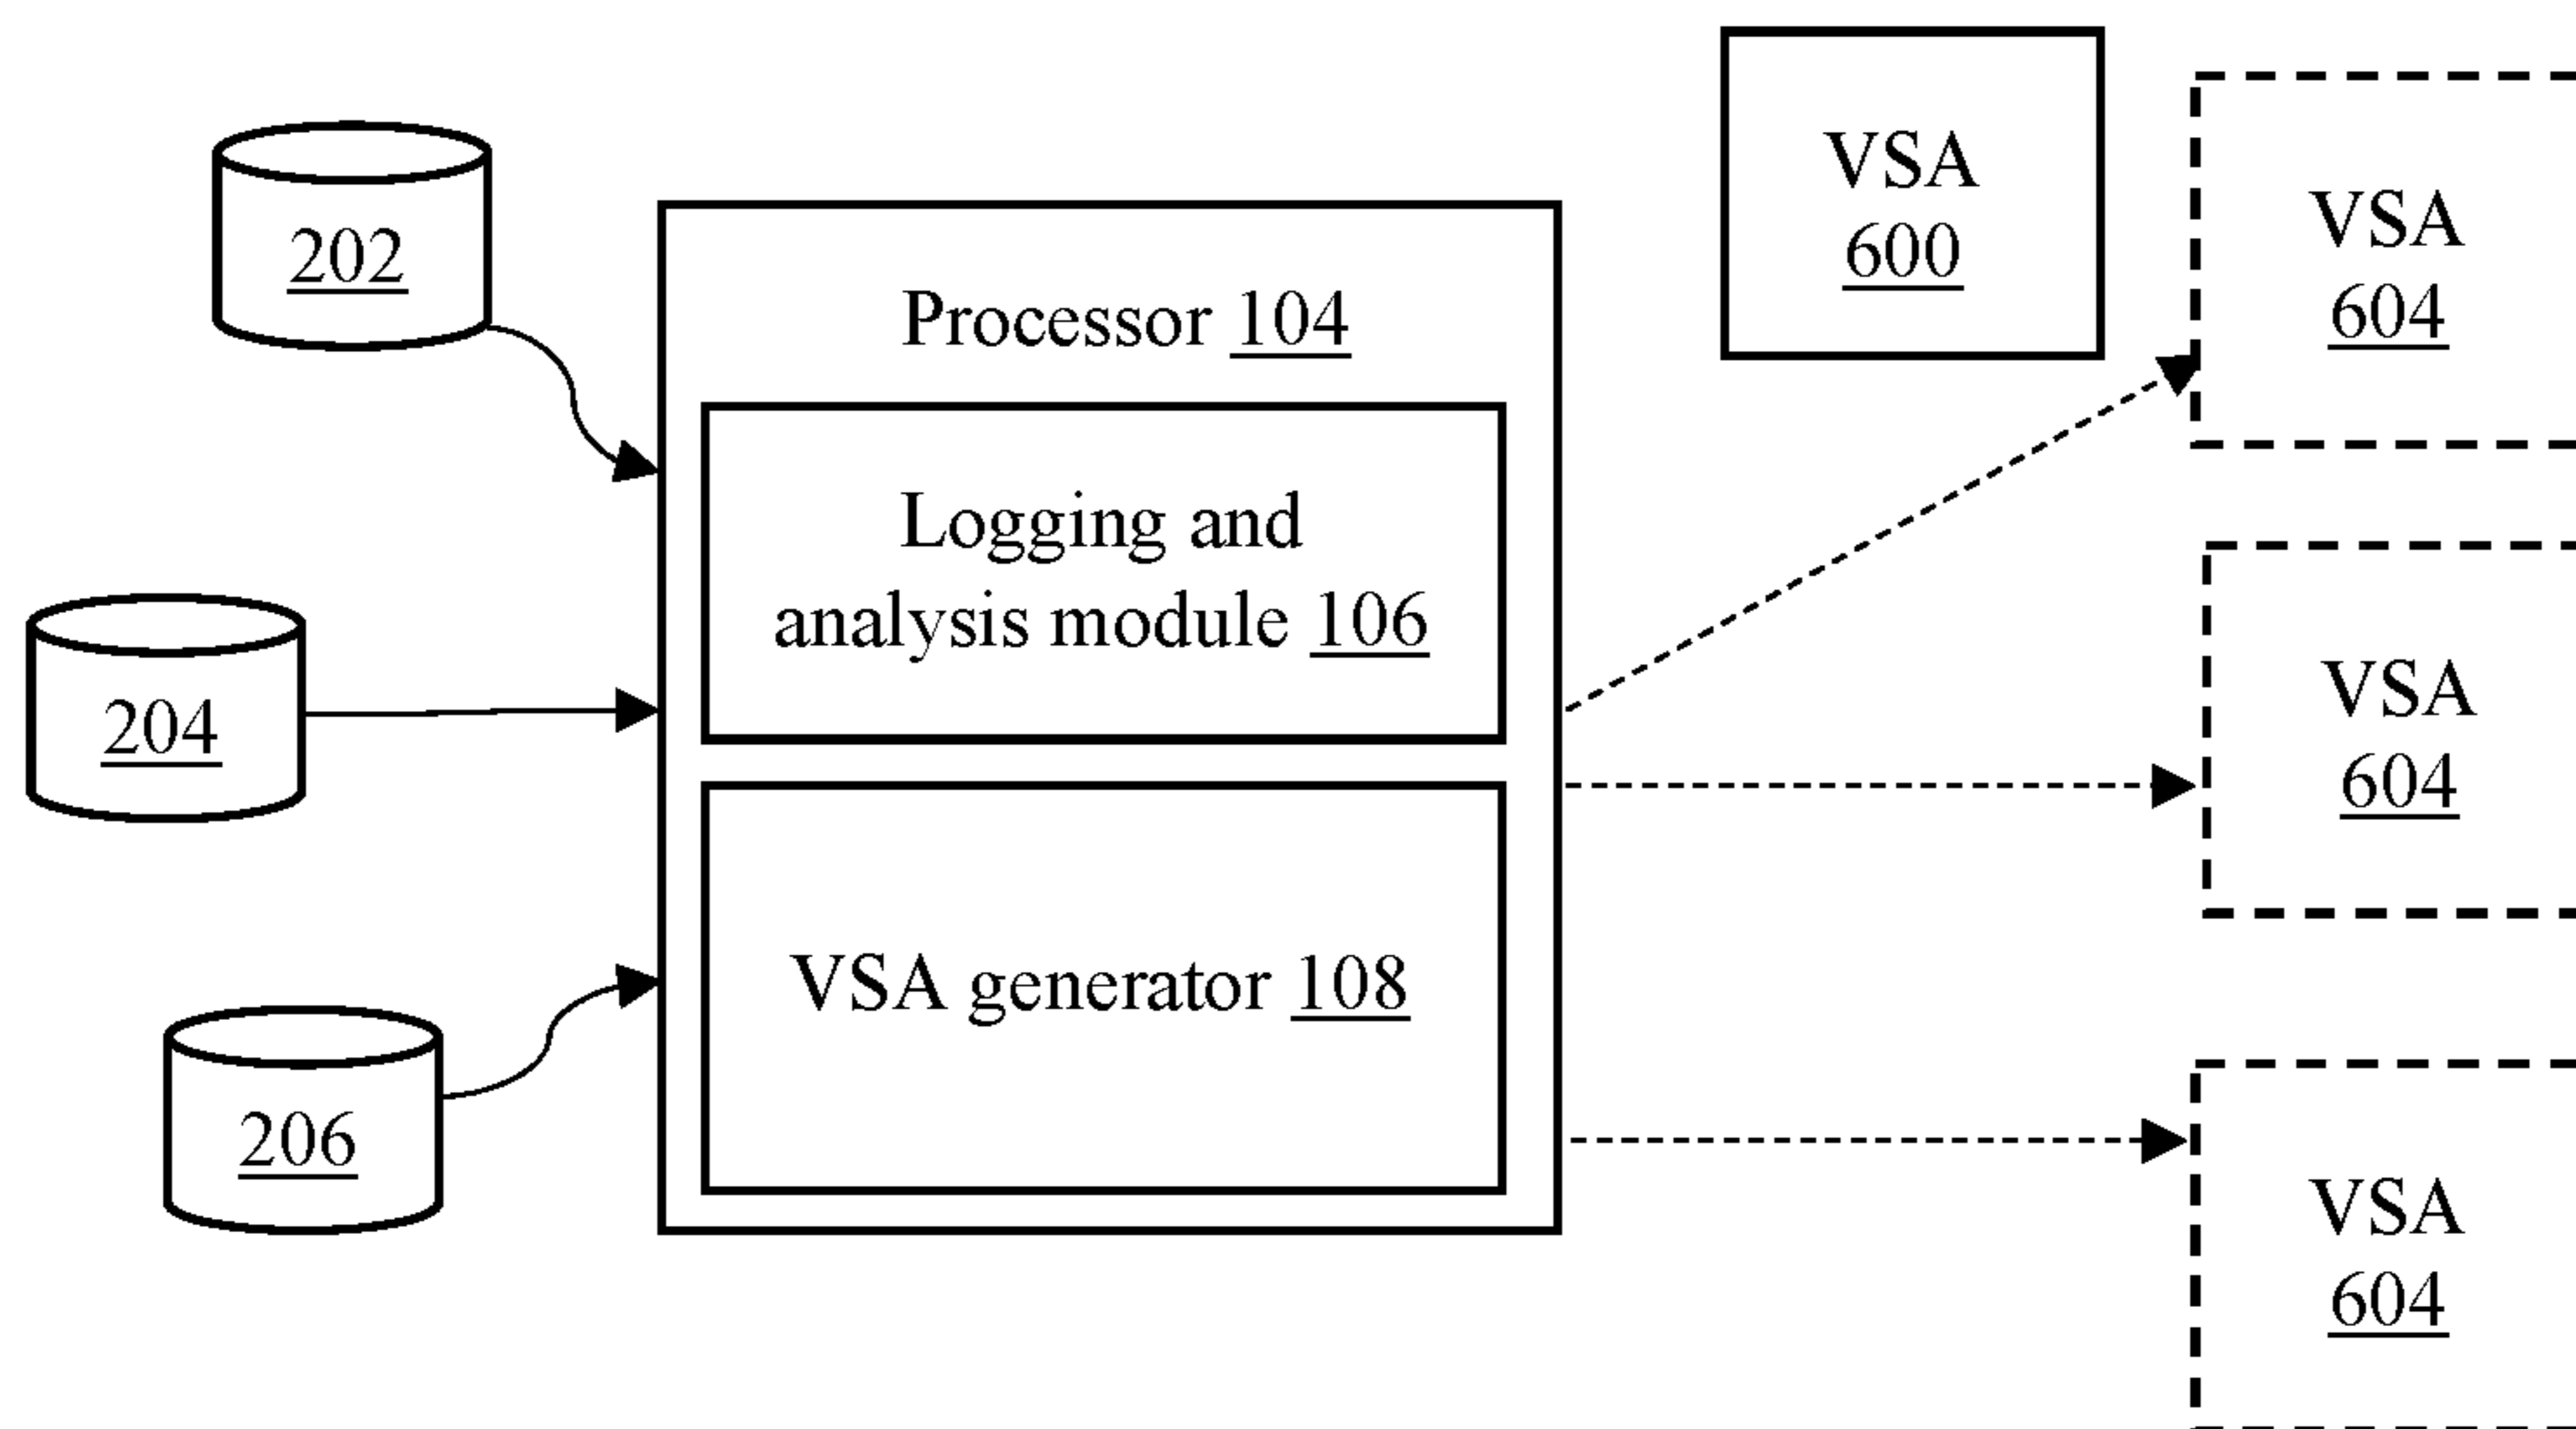 202
204
206
Processor 104
Logging and
analysis module 106
VSA generator 108
VSA
600
VSA
604
VSA
604
VSA
604